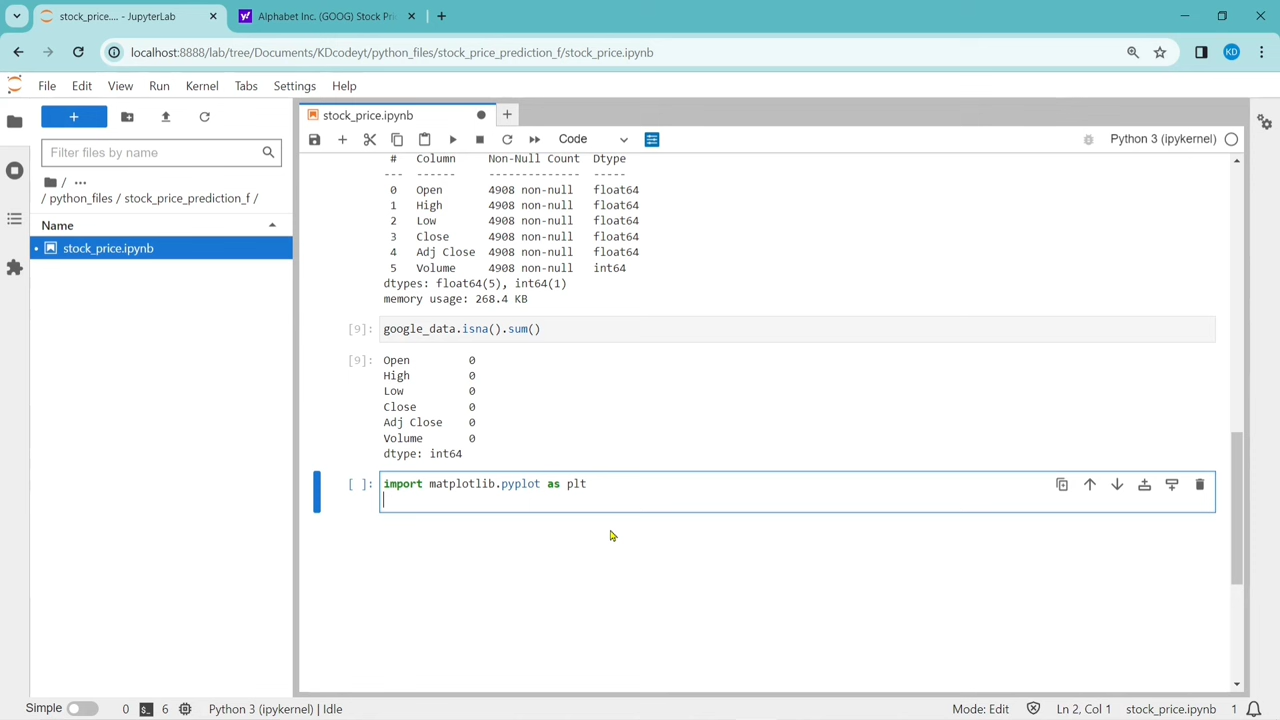 stock_price.... - JupyterLab
Alphabet Inc. (GOOG) Stock Pri
localhost:8888/lab/tree/Documents/KDcodeyt/python_files/stock_price_prediction_f/stock_price.ipynb
KD
File Edit View Run Kernel Tabs Settings Help
stock_price.ipynb
Code
Python 3 (ipykernel)
Filter files by name
/ ...
/ python_files / stock_price_prediction_f /
Name
stock_price.ipynb
# Column Non-Null Count Dtype
--- ------ -------------- -----
0 Open 4908 non-null float64
1 High 4908 non-null float64
2 Low 4908 non-null float64
3 Close 4908 non-null float64
4 Adj Close 4908 non-null float64
5 Volume 4908 non-null int64
dtypes: float64(5), int64(1)
memory usage: 268.4 KB
[9]: google_data.isna().sum()
[9]: Open 0
High 0
Low 0
Close 0
Adj Close 0
Volume 0
dtype: int64
[ ]: import matplotlib.pyplot as plt
Simple 0 6 Python 3 (ipykernel) | Idle Mode: Edit Ln 2, Col 1 stock_price.ipynb 1